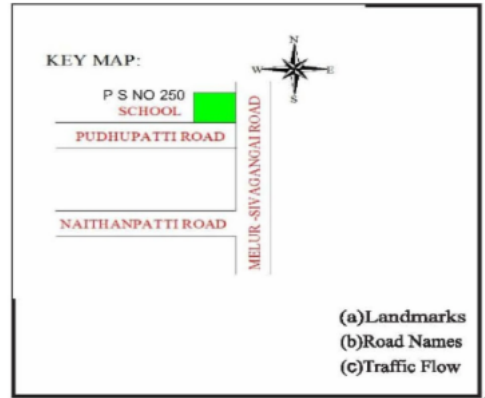 N
W
E
S
KEY MAP:
P S NO 250
SCHOOL
PUDHUPATTI ROAD
MELUR -SIVAGANGAI ROAD
NAITHANPATTI ROAD
(a)Landmarks
(b)Road Names
(c)Traffic Flow